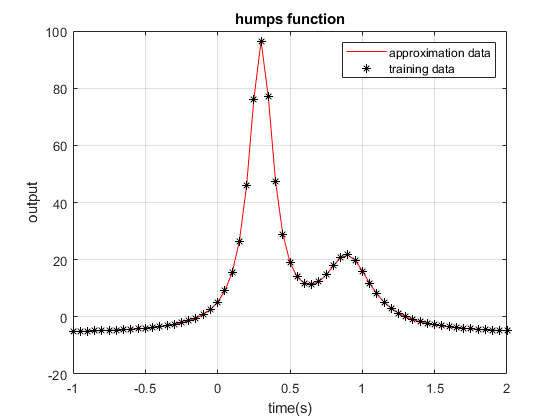 humps function
approximation data
training data
100
80
60
40
20
0
-20
output
-1
-0.5
0
0.5
1
1.5
2
time(s)